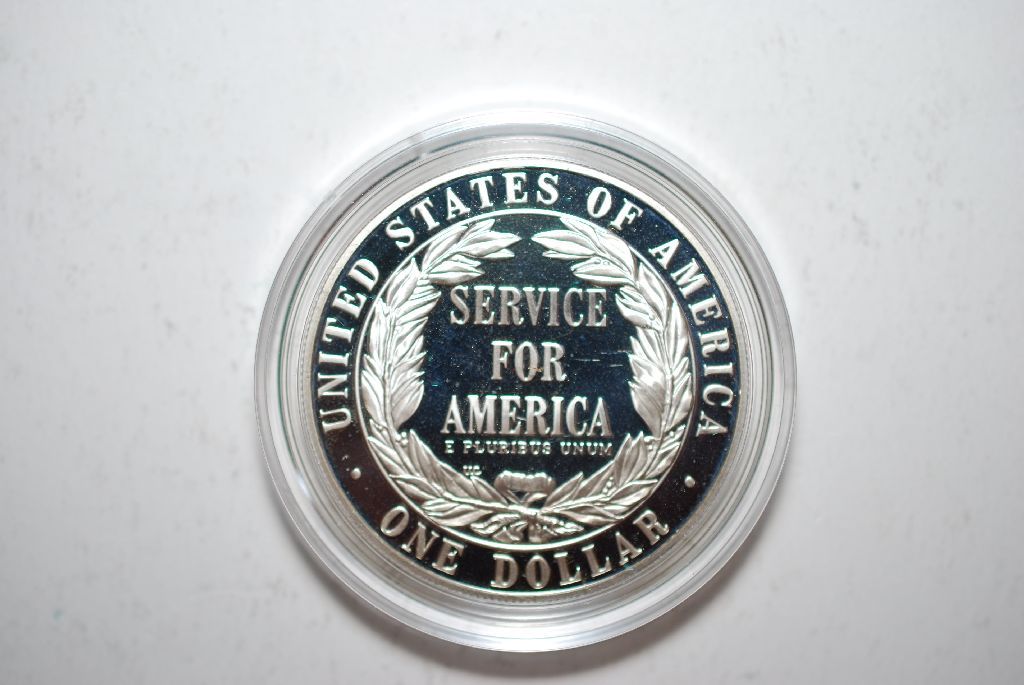 UNITED STATES OF AMERICA
SERVICE
FOR
AMERICA
E PLURIBUS UNUM
· ONE DOLLAR ·